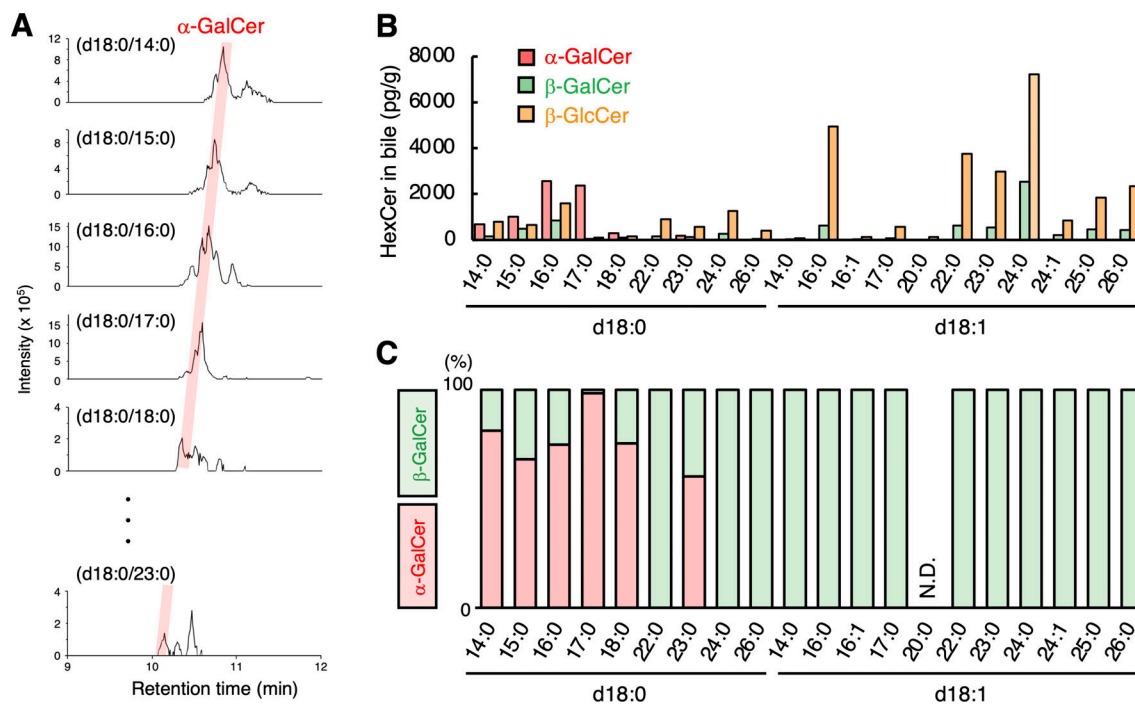 A
α-GalCer
(d18:0/14:0)
12
8
4
0
(d18:0/15:0)
8
4
0
(d18:0/16:0)
15
10
5
0
(d18:0/17:0)
15
10
5
0
(d18:0/18:0)
4
2
0
(d18:0/23:0)
4
2
0
9 10 11 12
Retention time (min)
Intensity (x 10⁵)
B
α-GalCer
β-GalCer
β-GlcCer
HexCer in bile (pg/g)
8000
6000
4000
2000
0
14:0 15:0 16:0 17:0 18:0 22:0 23:0 24:0 26:0 14:0 16:0 16:1 17:0 20:0 22:0 23:0 24:0 24:1 25:0 26:0
d18:0 d18:1
C
(%)
100
0
β-GalCer
α-GalCer
N.D.
14:0 15:0 16:0 17:0 18:0 22:0 23:0 24:0 26:0 14:0 16:0 16:1 17:0 20:0 22:0 23:0 24:0 24:1 25:0 26:0
d18:0 d18:1